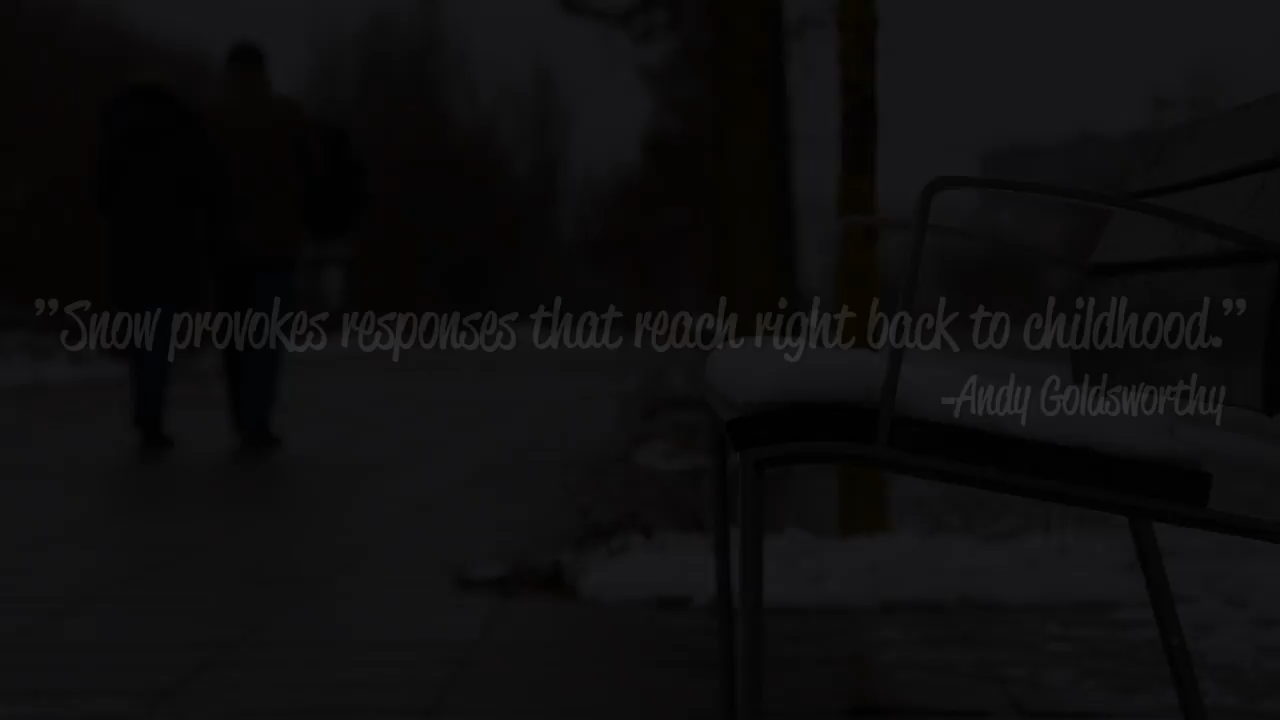 ”Snow provokes responses that reach right back to childhood.”
-Andy Goldsworthy